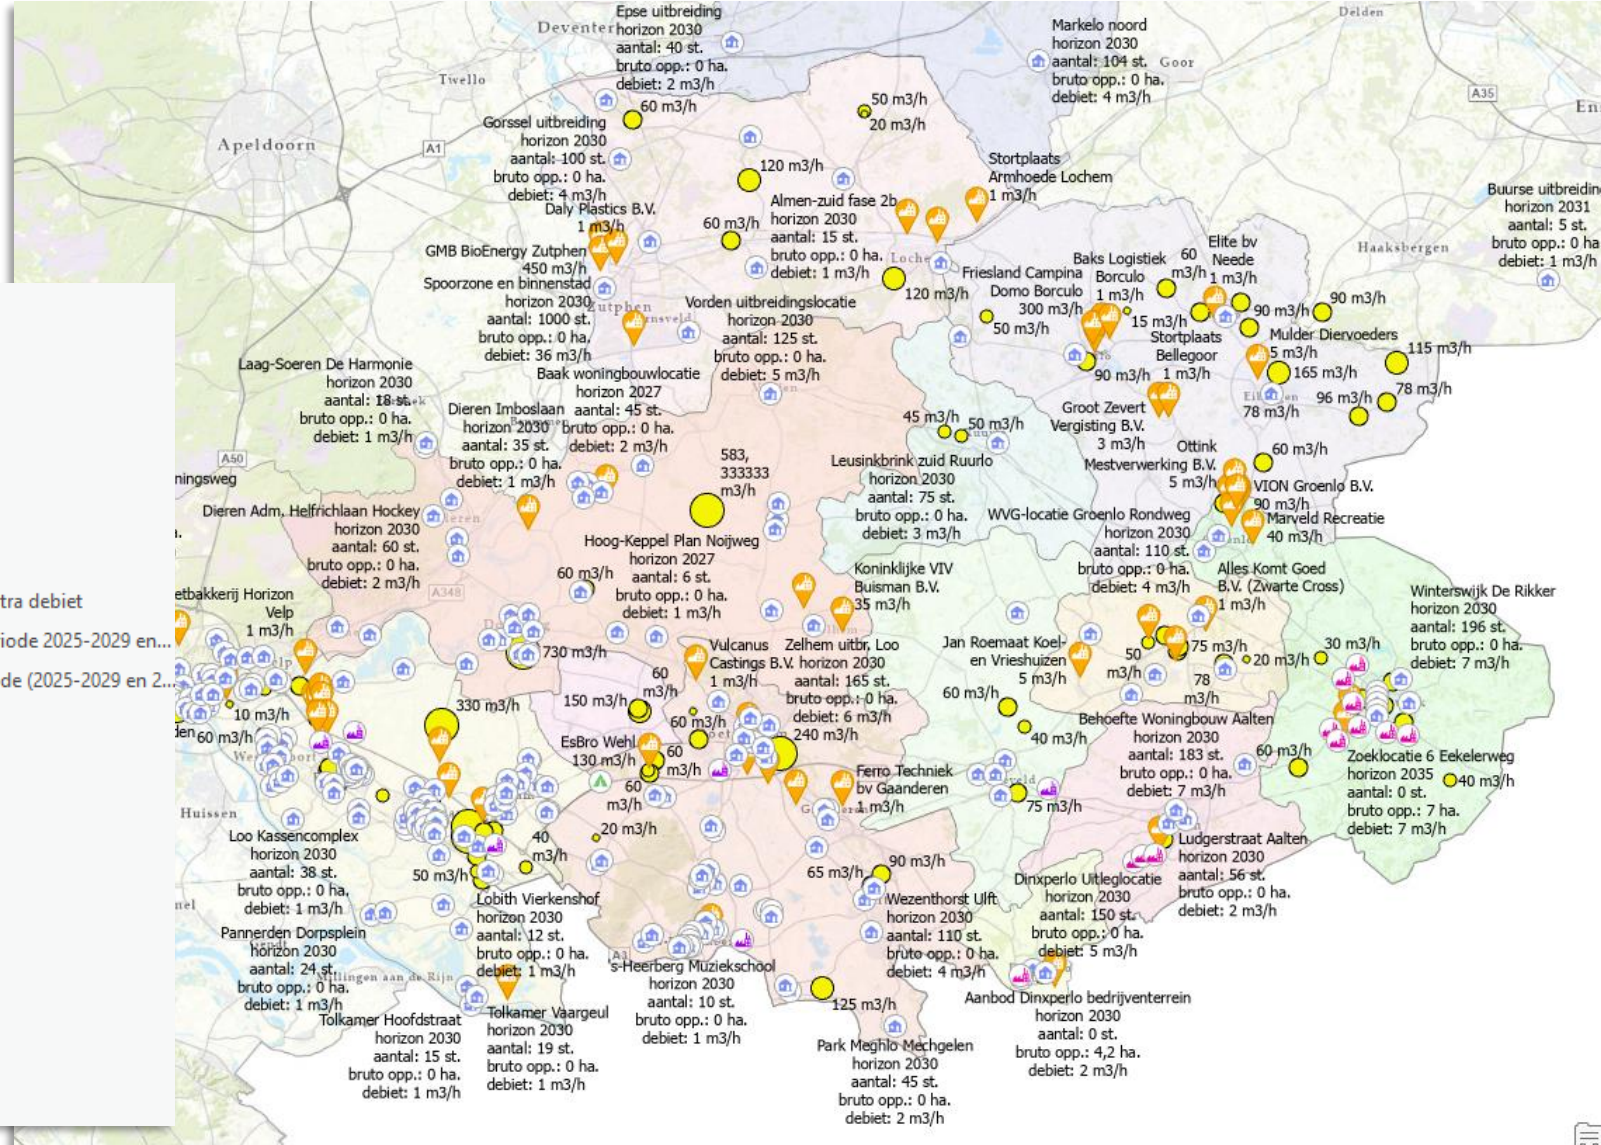 Epse uitbreiding
horizon 2030
aantal: 40 st.
bruto opp.: 0 ha.
debiet: 2 m3/h
Deventer
Twello
Apeldoorn
A1
Markelo noord
horizon 2030
aantal: 104 st.
bruto opp.: 0 ha.
debiet: 4 m3/h
Goor
Delden
A35
60 m3/h
50 m3/h
20 m3/h
Gorssel uitbreiding
horizon 2030
aantal: 100 st.
bruto opp.: 0 ha.
debiet: 4 m3/h
120 m3/h
Stortplaats
Armhoede Lochem
1 m3/h
Daly Plastics B.V.
1 m3/h
60 m3/h
Almen-zuid fase 2b
horizon 2030
aantal: 15 st.
bruto opp.: 0 ha.
debiet: 1 m3/h
Buurse uitbreiding
horizon 2031
aantal: 5 st.
bruto opp.: 0 ha
debiet: 1 m3/h
Haaksbergen
GMB BioEnergy Zutphen
450 m3/h
Spoorzone en binnenstad
horizon 2030
aantal: 1000 st.
bruto opp.: 0 ha.
debiet: 36 m3/h
Zutphen
120 m3/h
Vorden uitbreidingslocatie
horizon 2030
aantal: 125 st.
bruto opp.: 0 ha.
debiet: 5 m3/h
Friesland Campina
Domo Borculo
300 m3/h
50 m3/h
Baks Logistiek
Borculo
1 m3/h
60
m3/h
Elite bv
Neede
1 m3/h
15 m3/h
90 m3/h
90 m3/h
Stortplaats
Bellegoor
1 m3/h
Mulder Diervoeders
5 m3/h
165 m3/h
115 m3/h
90 m3/h
78 m3/h
96 m3/h
78 m3/h
Laag-Soeren De Harmonie
horizon 2030
aantal: 18 st.
bruto opp.: 0 ha.
debiet: 1 m3/h
Baak woningbouwlocatie
horizon 2027
aantal: 45 st.
bruto opp.: 0 ha.
debiet: 2 m3/h
Dieren Imboslaan
horizon 2030
aantal: 35 st.
bruto opp.: 0 ha.
debiet: 1 m3/h
A50
ningsweg
Groot Zevert
Vergisting B.V.
3 m3/h
45 m3/h
50 m3/h
Leusinkbrink zuid Ruurlo
horizon 2030
aantal: 75 st.
bruto opp.: 0 ha.
debiet: 3 m3/h
Ottink
Mestverwerking B.V.
5 m3/h
60 m3/h
VION Groenlo B.V.
90 m3/h
Marveld Recreatie
40 m3/h
583,
333333
m3/h
Dieren Adm. Helfrichlaan Hockey
horizon 2030
aantal: 60 st.
bruto opp.: 0 ha.
debiet: 2 m3/h
A348
Hoog-Keppel Plan Noijweg
horizon 2027
aantal: 6 st.
bruto opp.: 0 ha.
debiet: 1 m3/h
60 m3/h
WVG-locatie Groenlo Rondweg
horizon 2030
aantal: 110 st.
bruto opp.: 0 ha.
debiet: 4 m3/h
Koninklijke VIV
Buisman B.V.
35 m3/h
Alles Komt Goed
B.V. (Zwarte Cross)
1 m3/h
Winterswijk De Rikker
horizon 2030
aantal: 196 st.
bruto opp.: 0 ha.
debiet: 7 m3/h
tra debiet
iode 2025-2029 en...
de (2025-2029 en 2...
etbakkerij Horizon
Velp
1 m3/h
730 m3/h
Vulcanus
Castings B.V.
1 m3/h
Zelhem uitbr, Loo
horizon 2030
aantal: 165 st.
bruto opp.: 0 ha.
debiet: 6 m3/h
240 m3/h
Jan Roemaat Koel-
en Vrieshuizen
5 m3/h
50
m3/h
75 m3/h
20 m3/h
30 m3/h
78
m3/h
10 m3/h
60 m3/h
330 m3/h
150 m3/h
60
m3/h
60 m3/h
60 m3/h
40 m3/h
EsBro Wehl
130 m3/h
60
m3/h
60
m3/h
Behoefte Woningbouw Aalten
horizon 2030
aantal: 183 st.
bruto opp.: 0 ha.
debiet: 7 m3/h
60 m3/h
Zoeklocatie 6 Eekelerweg
horizon 2035
aantal: 0 st.
bruto opp.: 7 ha.
debiet: 7 m3/h
40 m3/h
Ferro Techniek
bv Gaanderen
1 m3/h
75 m3/h
Huissen
Loo Kassencomplex
horizon 2030
aantal: 38 st.
bruto opp.: 0 ha.
debiet: 1 m3/h
20 m3/h
40
m3/h
50 m3/h
65 m3/h
90 m3/h
Ludgerstraat Aalten
horizon 2030
aantal: 56 st.
bruto opp.: 0 ha.
debiet: 2 m3/h
Dinxperlo Uitleglocatie
horizon 2030
aantal: 150 st.
bruto opp.: 0 ha.
debiet: 5 m3/h
Lobith Vierkenshof
horizon 2030
aantal: 12 st.
bruto opp.: 0 ha.
debiet: 1 m3/h
Wezenthorst Ulft
horizon 2030
aantal: 110 st.
bruto opp.: 0 ha.
debiet: 4 m3/h
Pannerden Dorpsplein
horizon 2030
aantal: 24 st.
bruto opp.: 0 ha.
debiet: 1 m3/h
Millingen aan de Rijn
's-Heerberg Muziekschool
horizon 2030
aantal: 10 st.
bruto opp.: 0 ha.
debiet: 1 m3/h
125 m3/h
Aanbod Dinxperlo bedrijventerrein
horizon 2030
aantal: 0 st.
bruto opp.: 4,2 ha.
debiet: 2 m3/h
Tolkamer Hoofdstraat
horizon 2030
aantal: 15 st.
bruto opp.: 0 ha.
debiet: 1 m3/h
Tolkamer Vaargeul
horizon 2030
aantal: 19 st.
bruto opp.: 0 ha.
debiet: 1 m3/h
Park Meghlo Mechgelen
horizon 2030
aantal: 45 st.
bruto opp.: 0 ha.
debiet: 2 m3/h